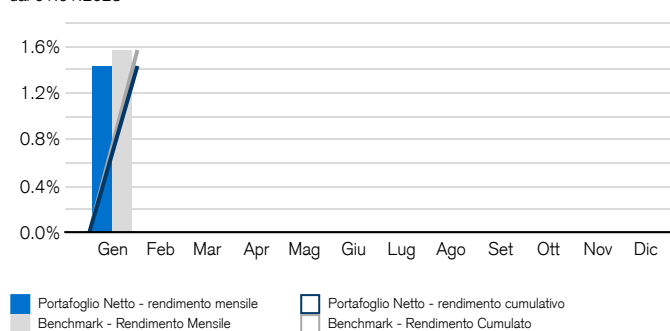 1.6%
1.2%
0.8%
0.4%
0.0%
Gen Feb Mar Apr Mag Giu Lug Ago Set Ott Nov Dic
Portafoglio Netto - rendimento mensile Portafoglio Netto - rendimento cumulativo
Benchmark - Rendimento Mensile Benchmark - Rendimento Cumulato